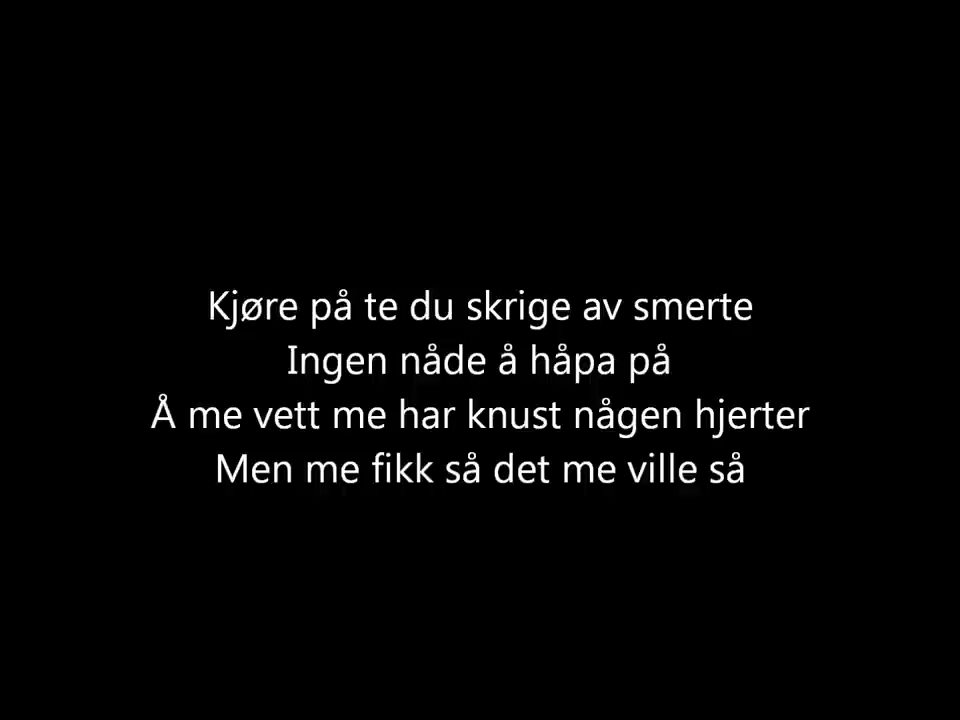 Kjøre på te du skrige av smerte
Ingen nåde å håpa på
Å me vett me har knust någen hjerter
Men me fikk så det me ville så